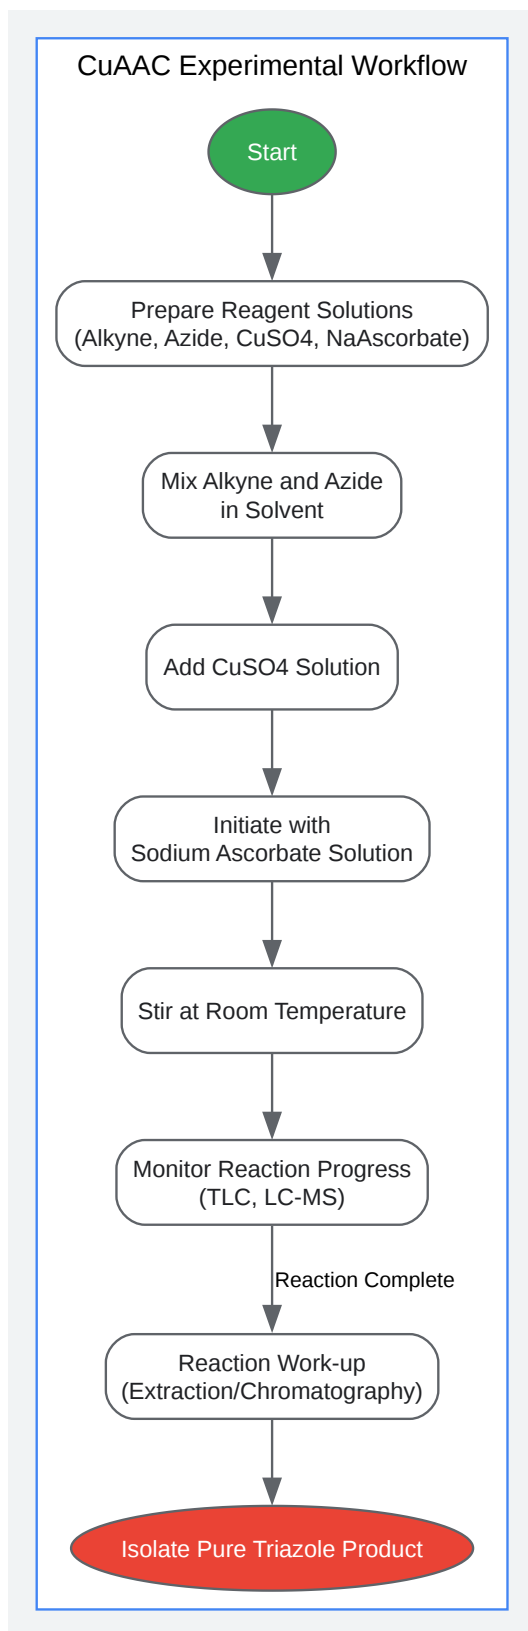 CuAAC Experimental Workflow
Start
Prepare Reagent Solutions
(Alkyne, Azide, CuSO4, NaAscorbate)
Mix Alkyne and Azide
in Solvent
Add CuSO4 Solution
Initiate with
Sodium Ascorbate Solution
Stir at Room Temperature
Monitor Reaction Progress
(TLC, LC-MS)
Reaction Complete
Reaction Work-up
(Extraction/Chromatography)
Isolate Pure Triazole Product